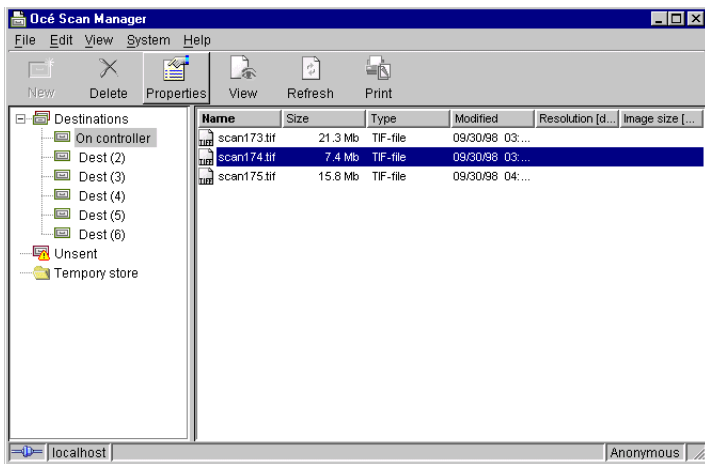 Océ Scan Manager
File Edit View System Help
New Delete Properties View Refresh Print
Destinations
On controller
Dest (2)
Dest (3)
Dest (4)
Dest (5)
Dest (6)
Unsent
Tempory store
Name Size Type Modified Resolution [d... Image size [...
TIFF scan173.tif 21.3 Mb TIF-file 09/30/98 03:...
TIFF scan174.tif 7.4 Mb TIF-file 09/30/98 03:...
TIFF scan175.tif 15.8 Mb TIF-file 09/30/98 04:...
localhost Anonymous